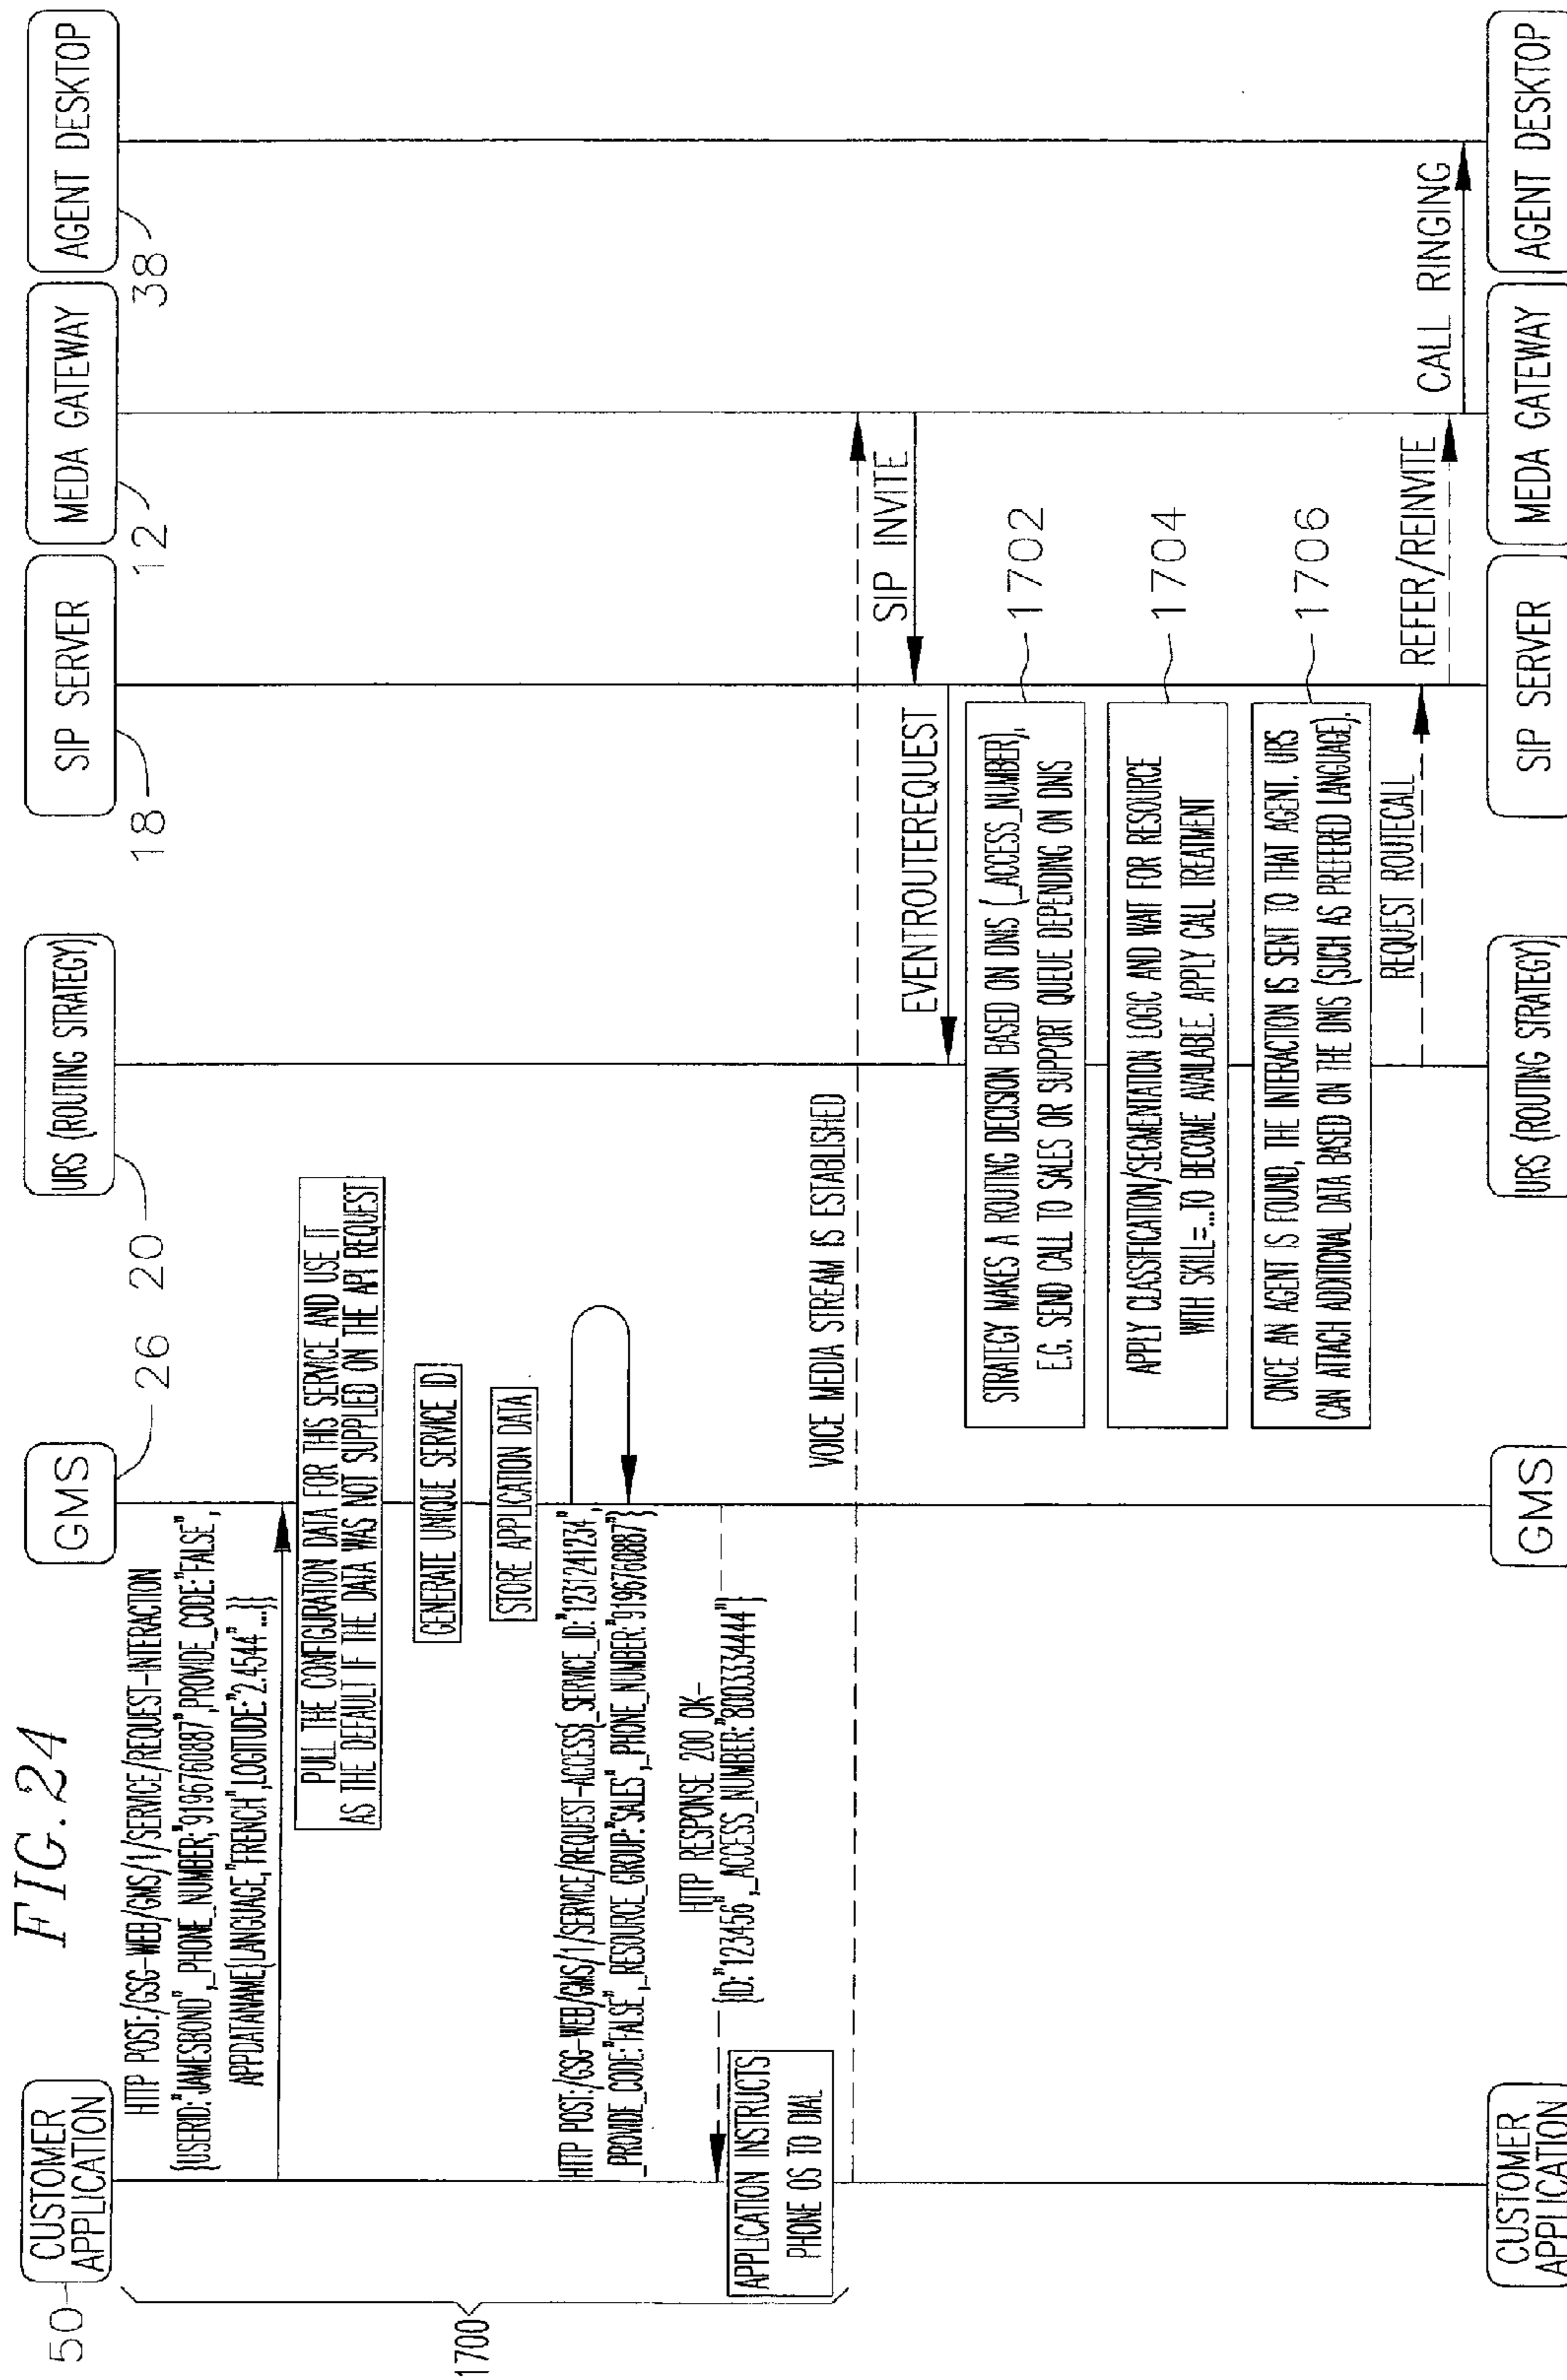 FIG. 24
50
CUSTOMER
APPLICATION
GMS
26
URS (ROUTING STRATEGY)
20
SIP SERVER
18
MEDA GATEWAY
12
AGENT DESKTOP
38
1700
HTTP POST:/GSG-WEB/GMS/1/SERVICE/REQUEST-INTERACTION
{USERID:"JAMESBOND",_PHONE_NUMBER;"9196760887",PROVIDE_CODE:"FALSE",
APPDATANAME{LANGUAGE,"FRENCH",LOGITUDE:"2.4544"...}}
PULL THE CONFIGURATION DATA FOR THIS SERVICE AND USE IT
AS THE DEFAULT IF THE DATA WAS NOT SUPPLIED ON THE API REQUEST
GENERATE UNIQUE SERVICE ID
STORE APPLICATION DATA
HTTP POST:/GSG-WEB/GMS/1/SERVICE/REQUEST-ACCESS{_SERVICE_ID:"1231241234",
_PROVIDE_CODE:"FALSE",_RESOURCE_GROUP:"SALES",_PHONE_NUMBER:"9196760887"}
HTTP RESPONSE 200 OK-
{ID:"123456",_ACCESS_NUMBER:"8003334444"}
APPLICATION INSTRUCTS
PHONE OS TO DIAL
VOICE MEDIA STREAM IS ESTABLISHED
SIP INVITE
EVENTROUTEREQUEST
STRATEGY MAKES A ROUTING DECISION BASED ON DNIS (_ACCESS_NUMBER),
E.G. SEND CALL TO SALES OR SUPPORT QUEUE DEPENDING ON DNIS
1702
APPLY CLASSIFICATION/SEGMENTATION LOGIC AND WAIT FOR RESOURCE
WITH SKILL=...TO BECOME AVAILABLE. APPLY CALL TREATMENT
1704
ONCE AN AGENT IS FOUND, THE INTERACTION IS SENT TO THAT AGENT. URS
CAN ATTACH ADDITIONAL DATA BASED ON THE DNIS (SUCH AS PREFERED LANGUAGE).
1706
REQUEST ROUTECALL
REFER/REINVITE
CALL RINGING
CUSTOMER
APPLICATION
GMS
URS (ROUTING STRATEGY)
SIP SERVER
MEDA GATEWAY
AGENT DESKTOP